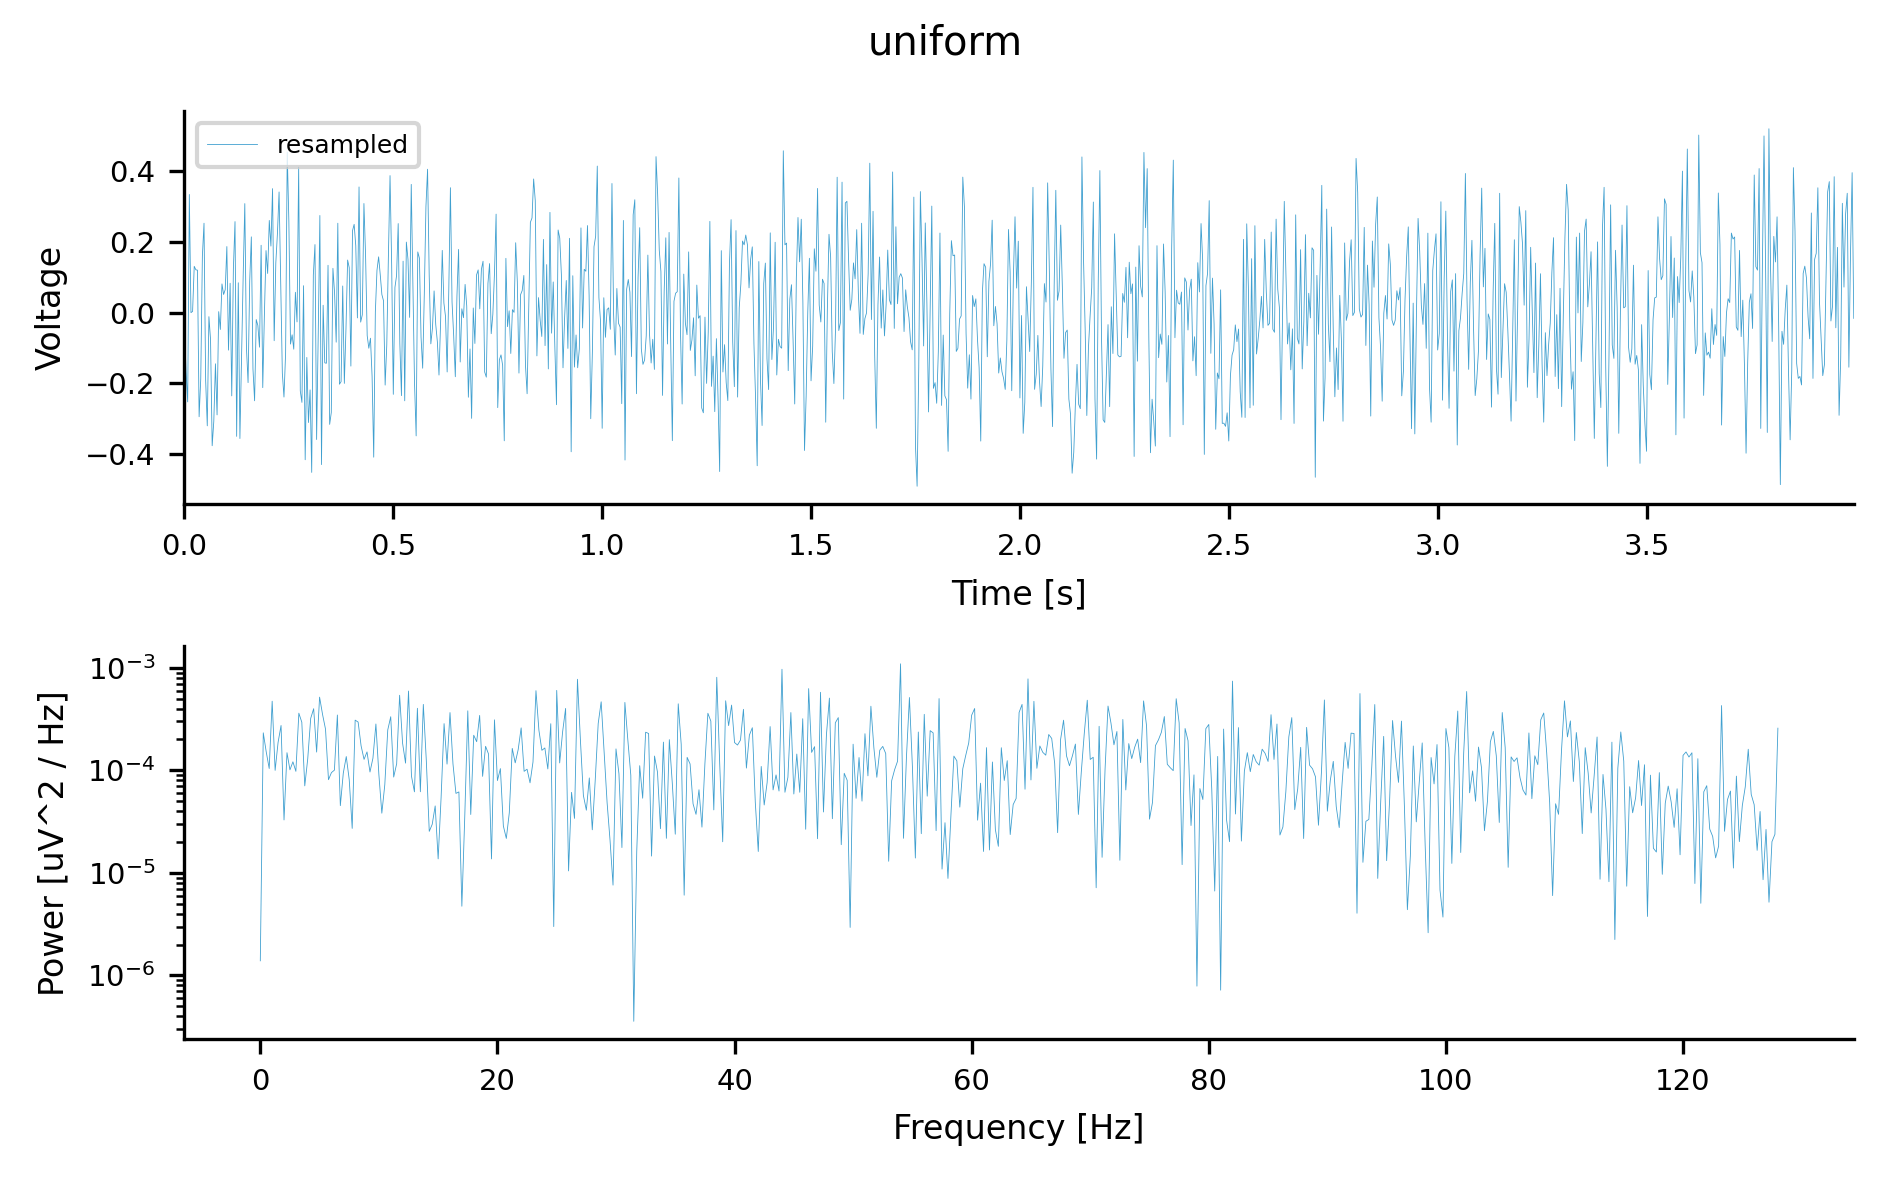 uniform
resampled
Voltage
0.4
0.2
0.0
−0.2
−0.4
0.0 0.5 1.0 1.5 2.0 2.5 3.0 3.5
Time [s]
Power [uV^2 / Hz]
10⁻³
10⁻⁴
10⁻⁵
10⁻⁶
0 20 40 60 80 100 120
Frequency [Hz]